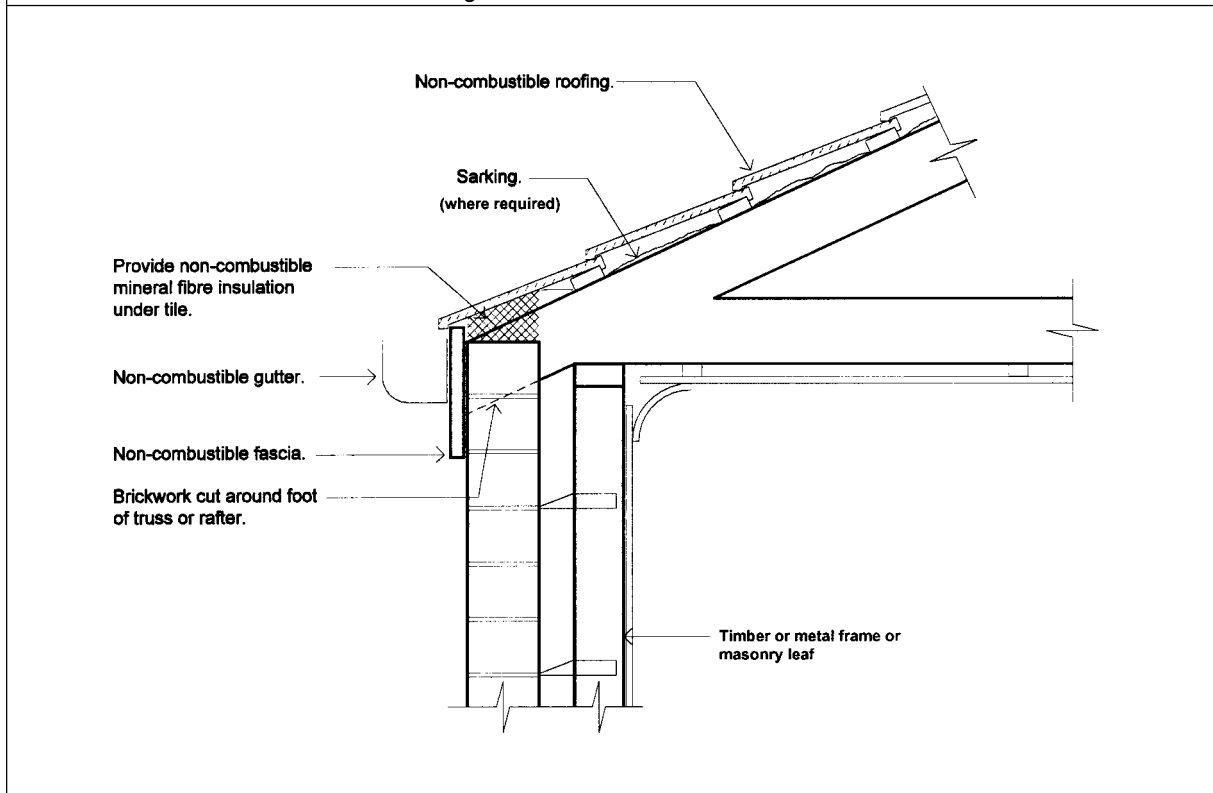 Non-combustible roofing.
Sarking.
(where required)
Provide non-combustible
mineral fibre insulation
under tile.
Non-combustible gutter.
Non-combustible fascia.
Brickwork cut around foot
of truss or rafter.
Timber or metal frame or
masonry leaf